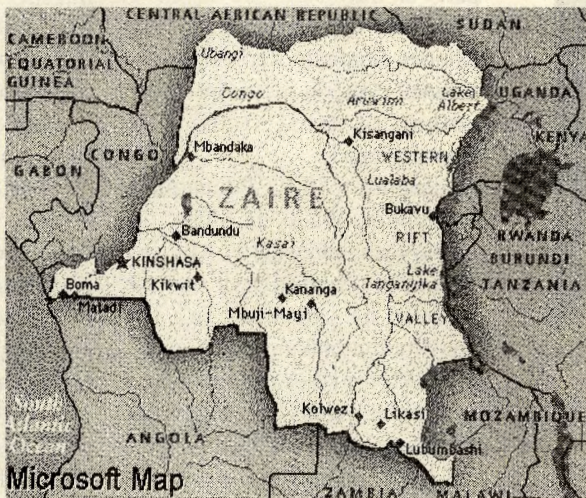 CENTRAL AFRICAN REPUBLIC
SUDAN
CAMEROON
Ubangi
EQUATORIAL
GUINEA
UGANDA
Congo
Aruwimi
Lake
Albert
KENYA
Kisangani
CONGO
Mbandaka
WESTERN
GABON
Lualaba
ZAIRE
Bukavu
Bandundu
RIFT
RWANDA
Kasai
BURUNDI
KINSHASA
Lake
Tanganyika
TANZANIA
Boma
Kikwit
Kananga
Matadi
Mbuji-Mayi
VALLEY
South
Atlantic
Ocean
Kolwezi
Likasi
MOZAMBIQUE
ANGOLA
Lubumbashi
Microsoft Map
ZAMBIA